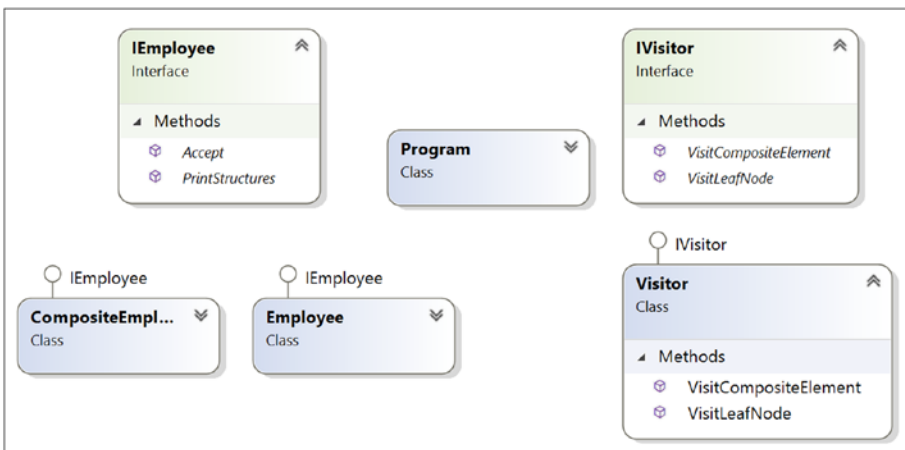 IEmployee
Interface
Methods
Accept
PrintStructures
Program
Class
IVisitor
Interface
Methods
VisitCompositeElement
VisitLeafNode
IEmployee
CompositeEmpl...
Class
IEmployee
Employee
Class
IVisitor
Visitor
Class
Methods
VisitCompositeElement
VisitLeafNode